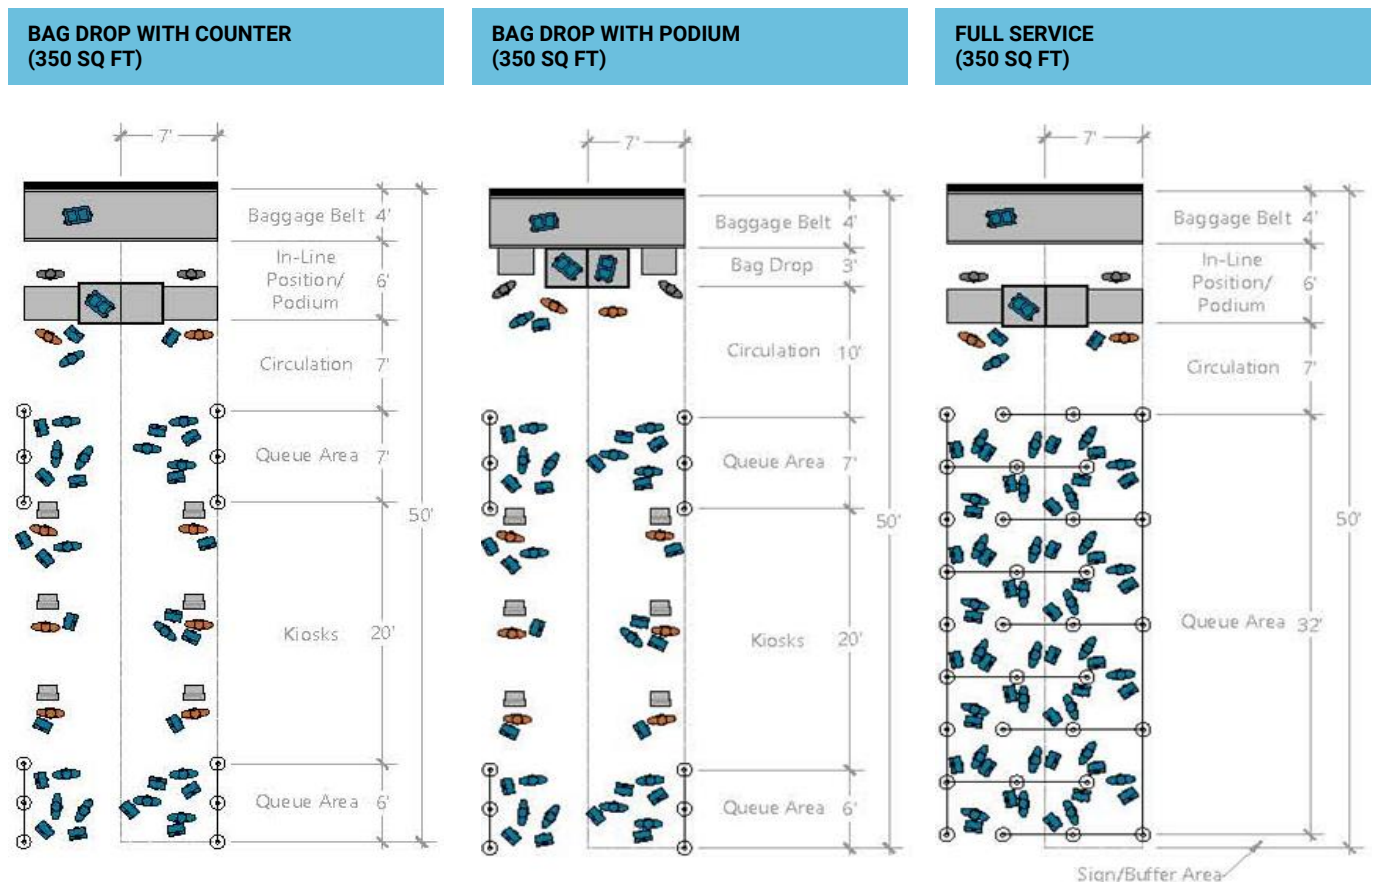 BAG DROP WITH COUNTER
(350 SQ FT)
7'
Baggage Belt 4'
In-Line
Position/
Podium
6'
Circulation 7'
Queue Area 7'
50'
Kiosks 20'
Queue Area 6'
BAG DROP WITH PODIUM
(350 SQ FT)
7'
Baggage Belt 4'
Bag Drop 3'
Circulation 10'
Queue Area 7'
50'
Kiosks 20'
Queue Area 6'
FULL SERVICE
(350 SQ FT)
7'
Baggage Belt 4'
In-Line
Position/
Podium
6'
Circulation 7'
50'
Queue Area 32'
Sign/Buffer Area